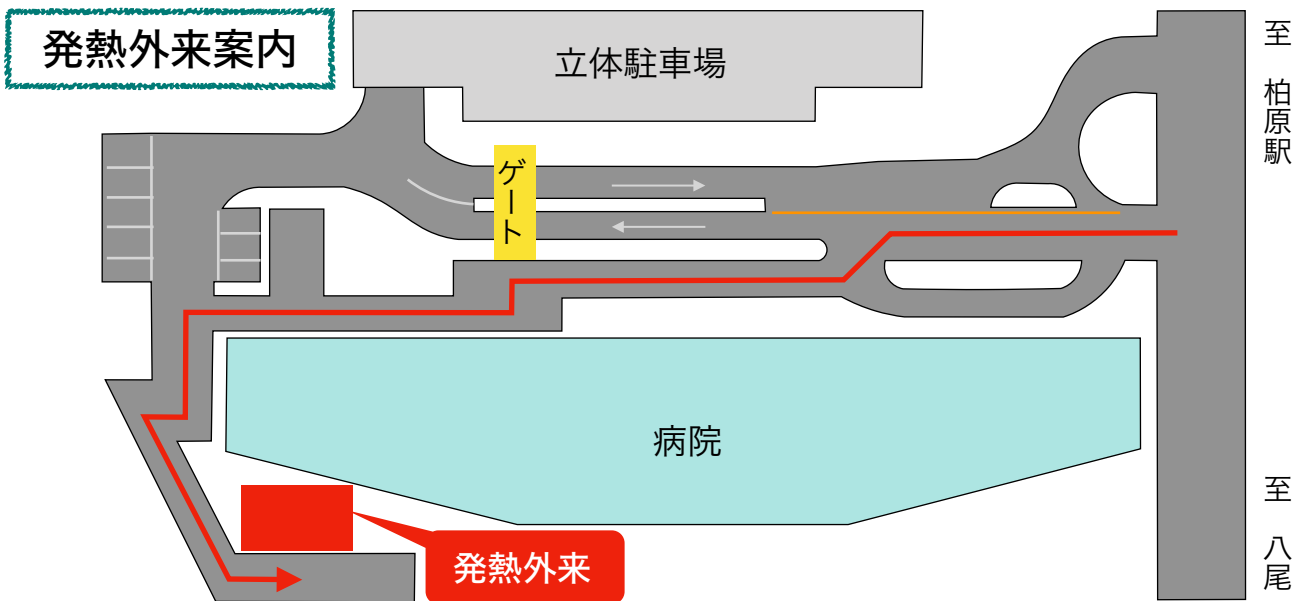 発熱外来案内
立体駐車場
至 柏原駅
ゲート
病院
至 八尾
発熱外来